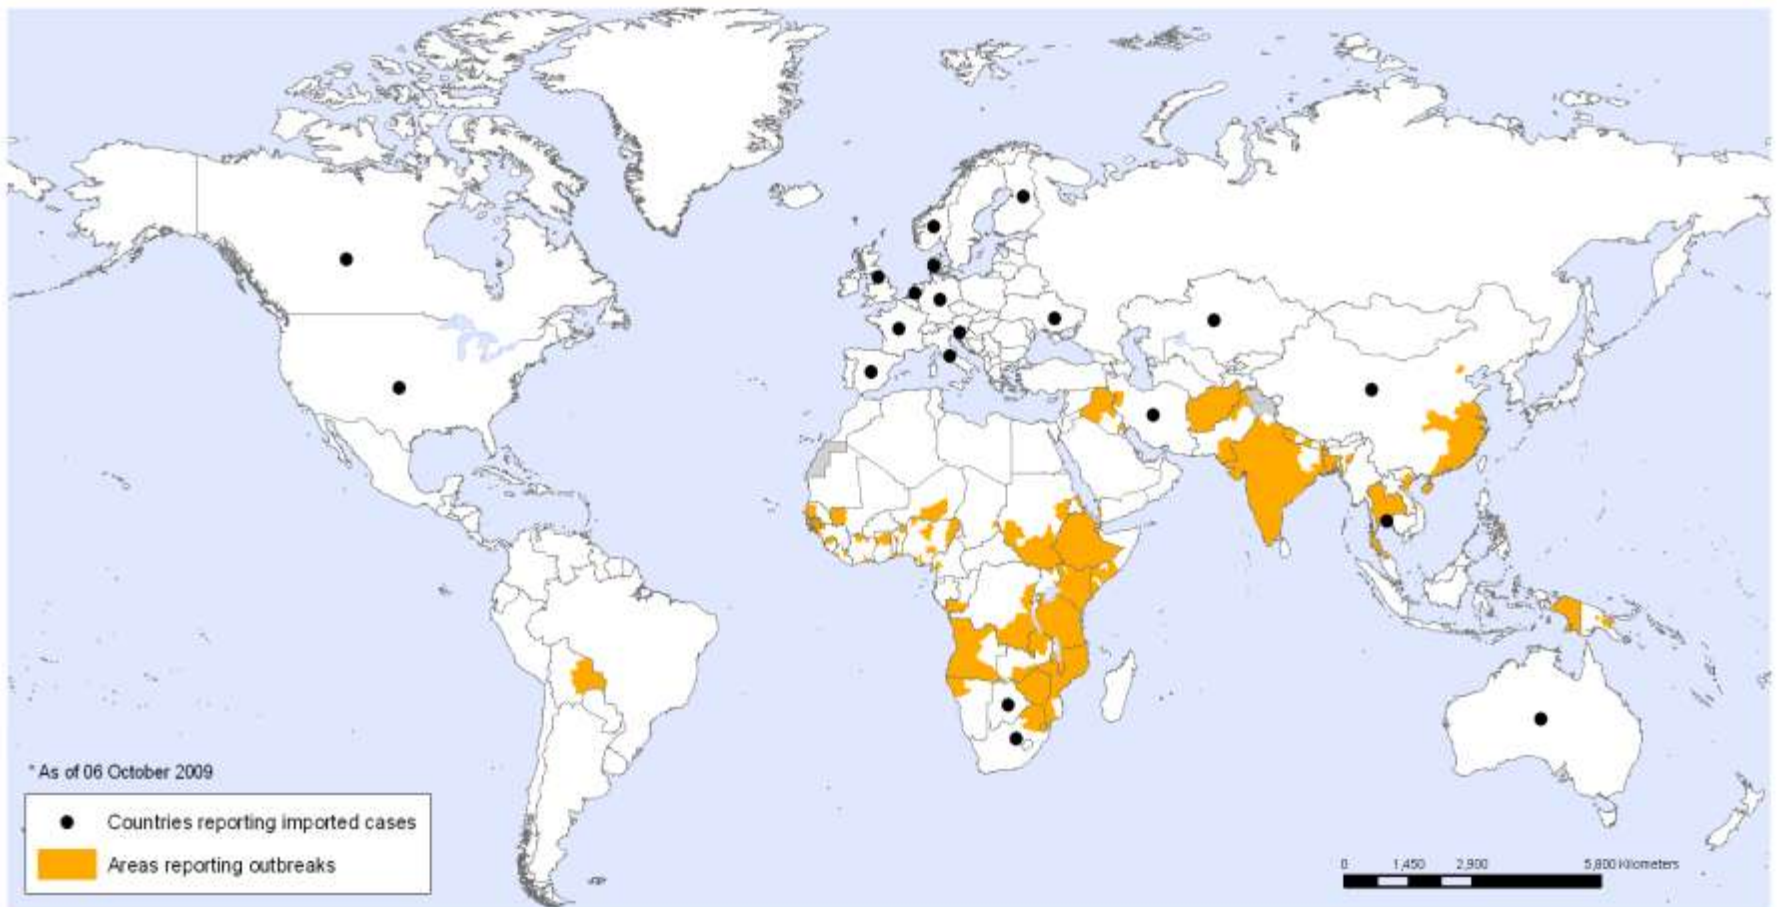 * As of 06 October 2009
Countries reporting imported cases
Areas reporting outbreaks
0 1,450 2,900 5,800 Kilometers